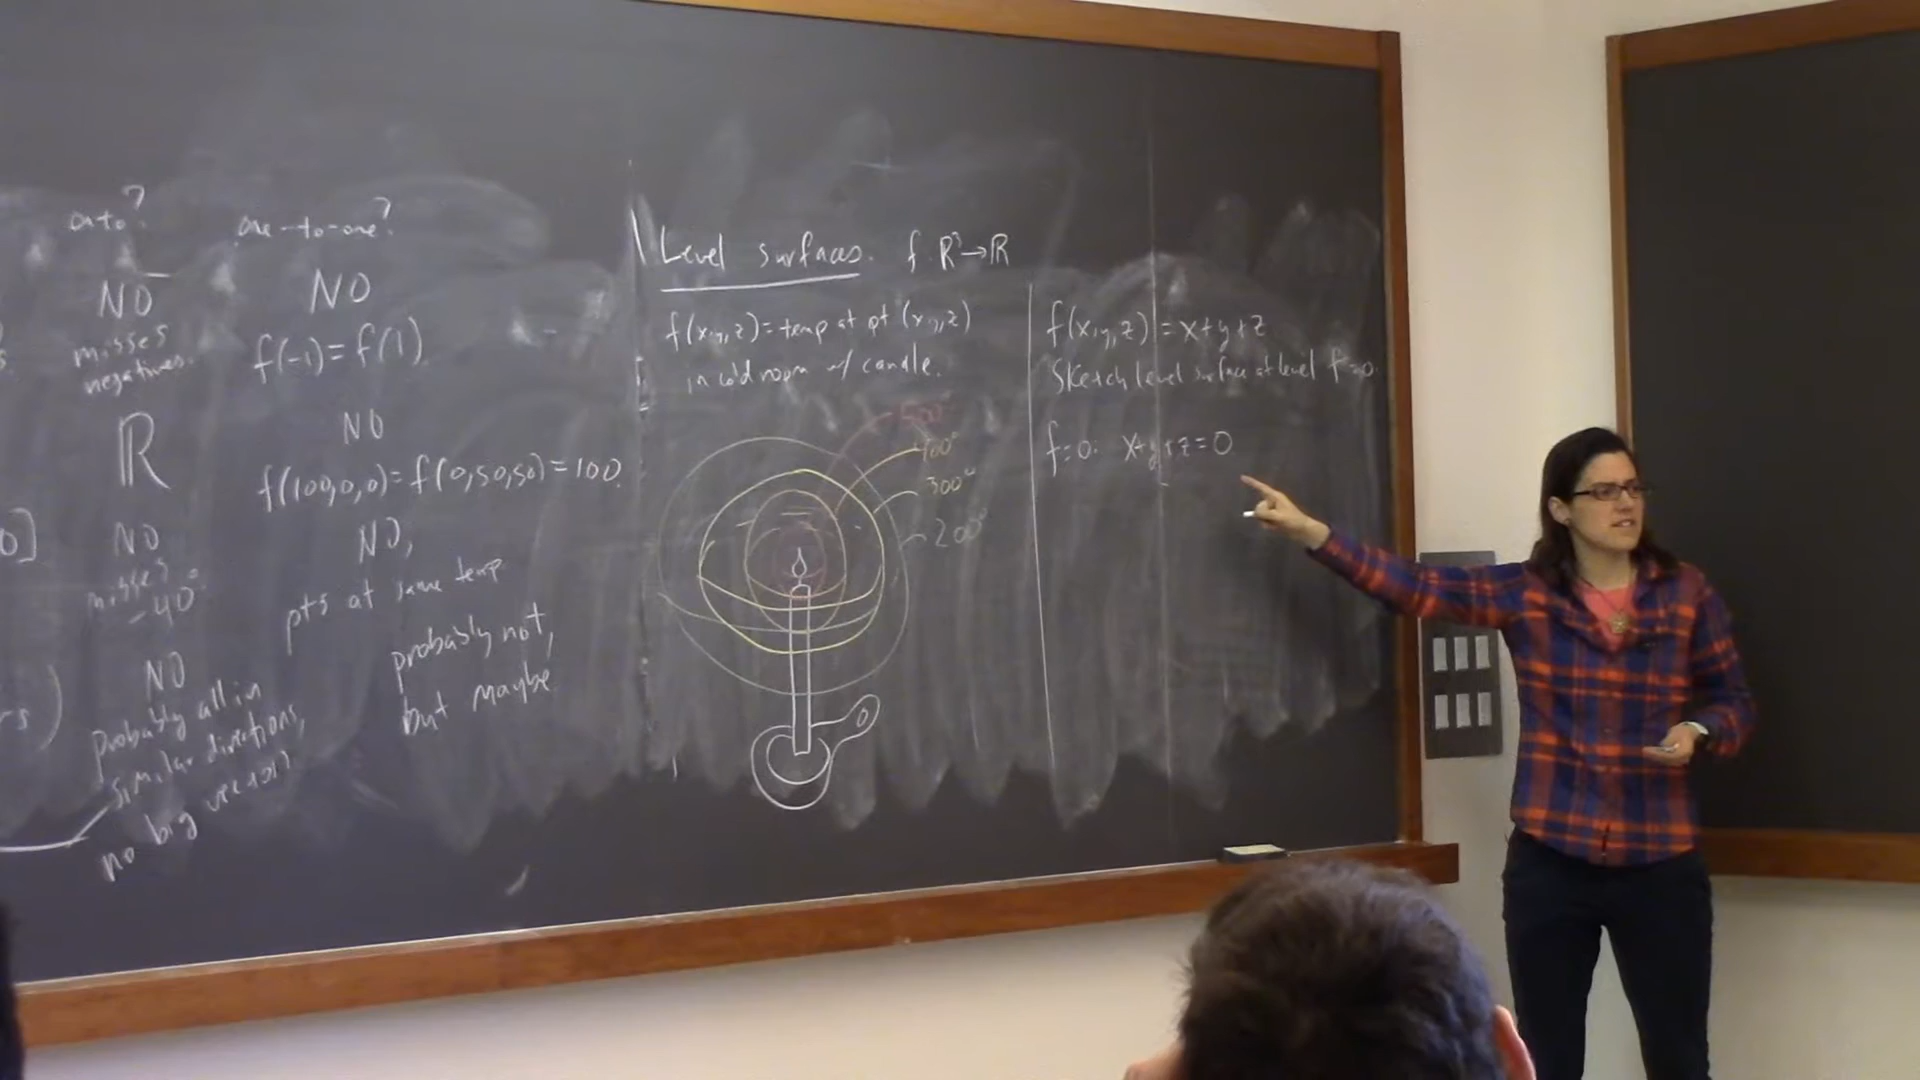 onto?
one-to-one?
NO
misses
negatives.
NO
f(-1)=f(1).
ℝ
NO
f(100,0,0)=f(0,50,50)=100.
o]
NO
misses
-40°
NO,
pts at same temp
rs)
NO
probably all in
similar directions,
no big vectors?
probably not,
but maybe.
Level surfaces. f: ℝ³→ℝ
f(x,y,z)=temp at pt (x,y,z)
in cold room w/ candle.
500°
400°
300°
200°
f(x,y,z)=x+y+z
Sketch level surface at level f=0.
f=0: x+y+z=0